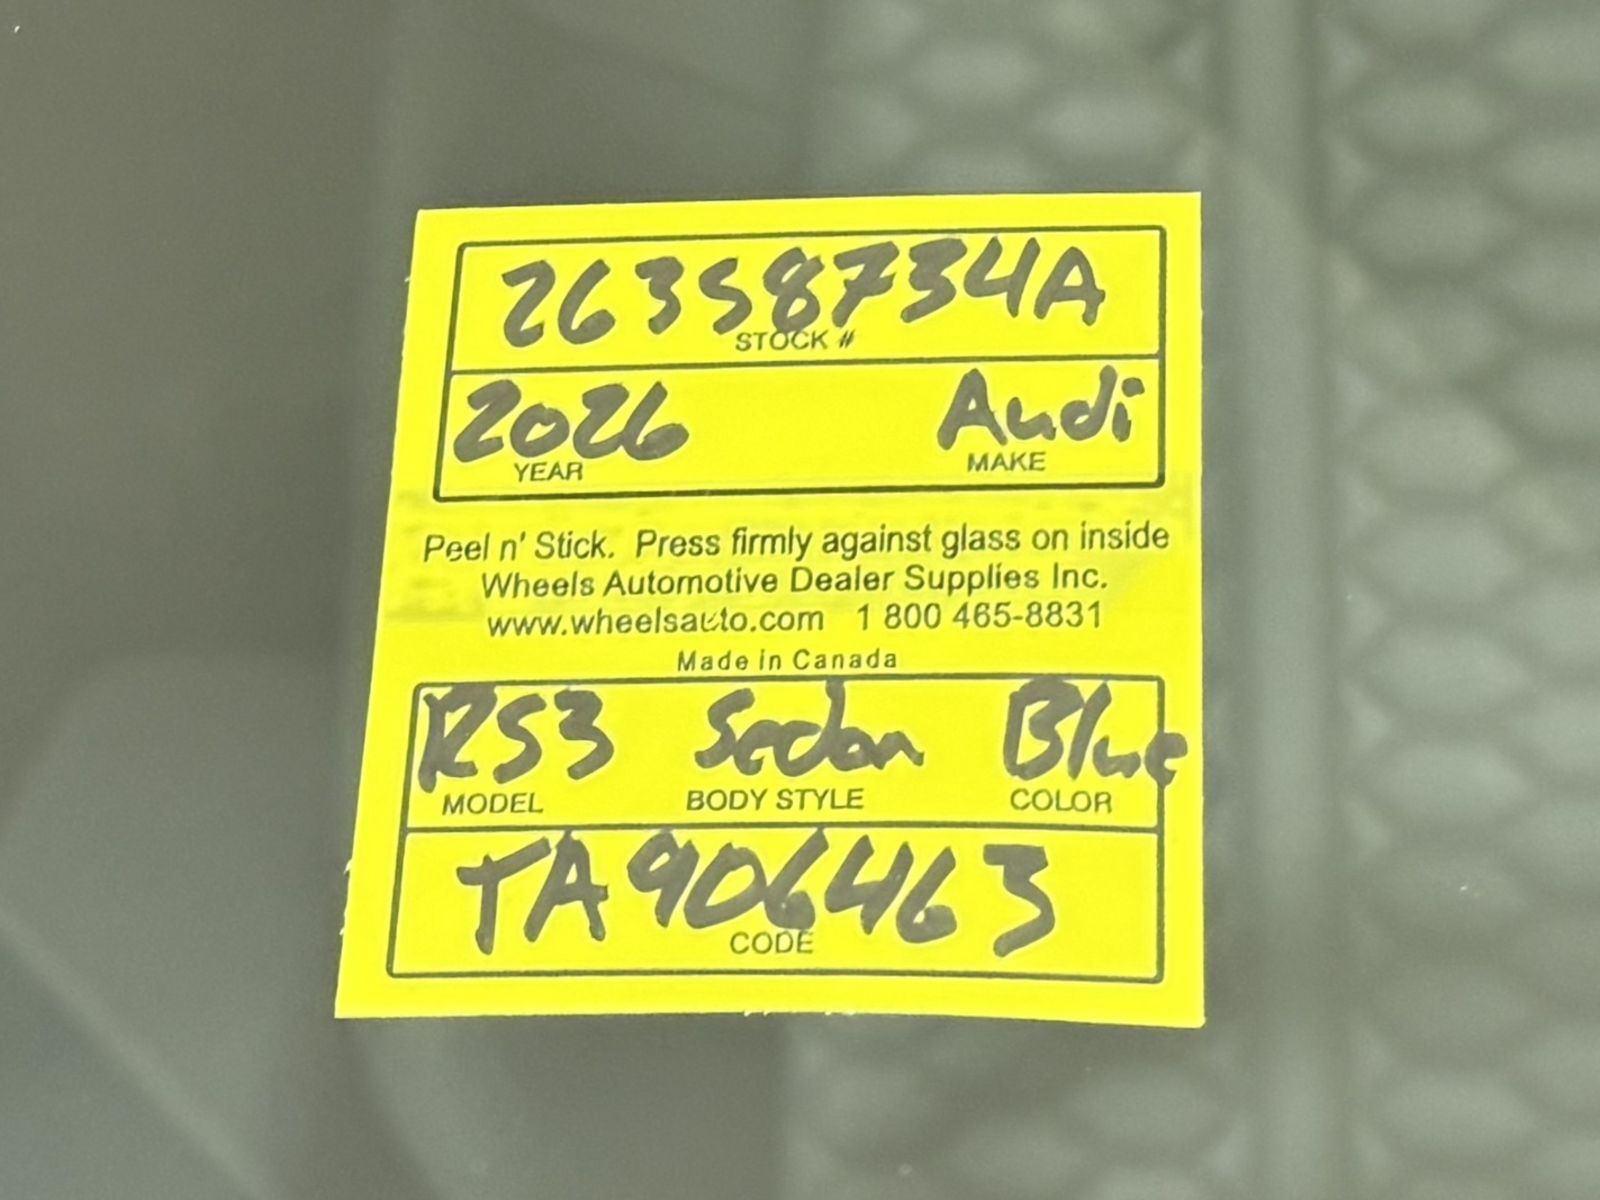 263S8734A
STOCK #
2026 Audi
YEAR MAKE
Peel n' Stick. Press firmly against glass on inside
Wheels Automotive Dealer Supplies Inc.
www.wheelsauto.com 1 800 465-8831
Made in Canada
RS3 Sedan Blue
MODEL BODY STYLE COLOR
TA906463
CODE